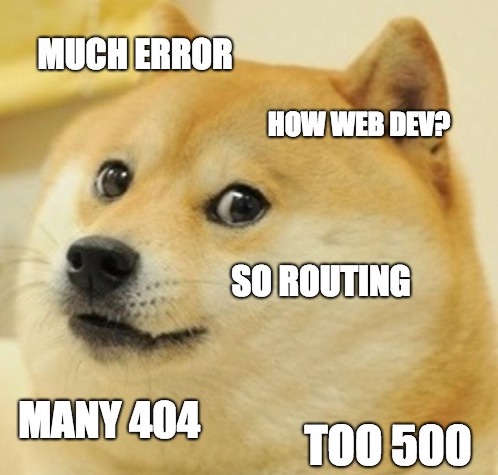 MUCH ERROR
HOW WEB DEV?
SO ROUTING
MANY 404
TOO 500